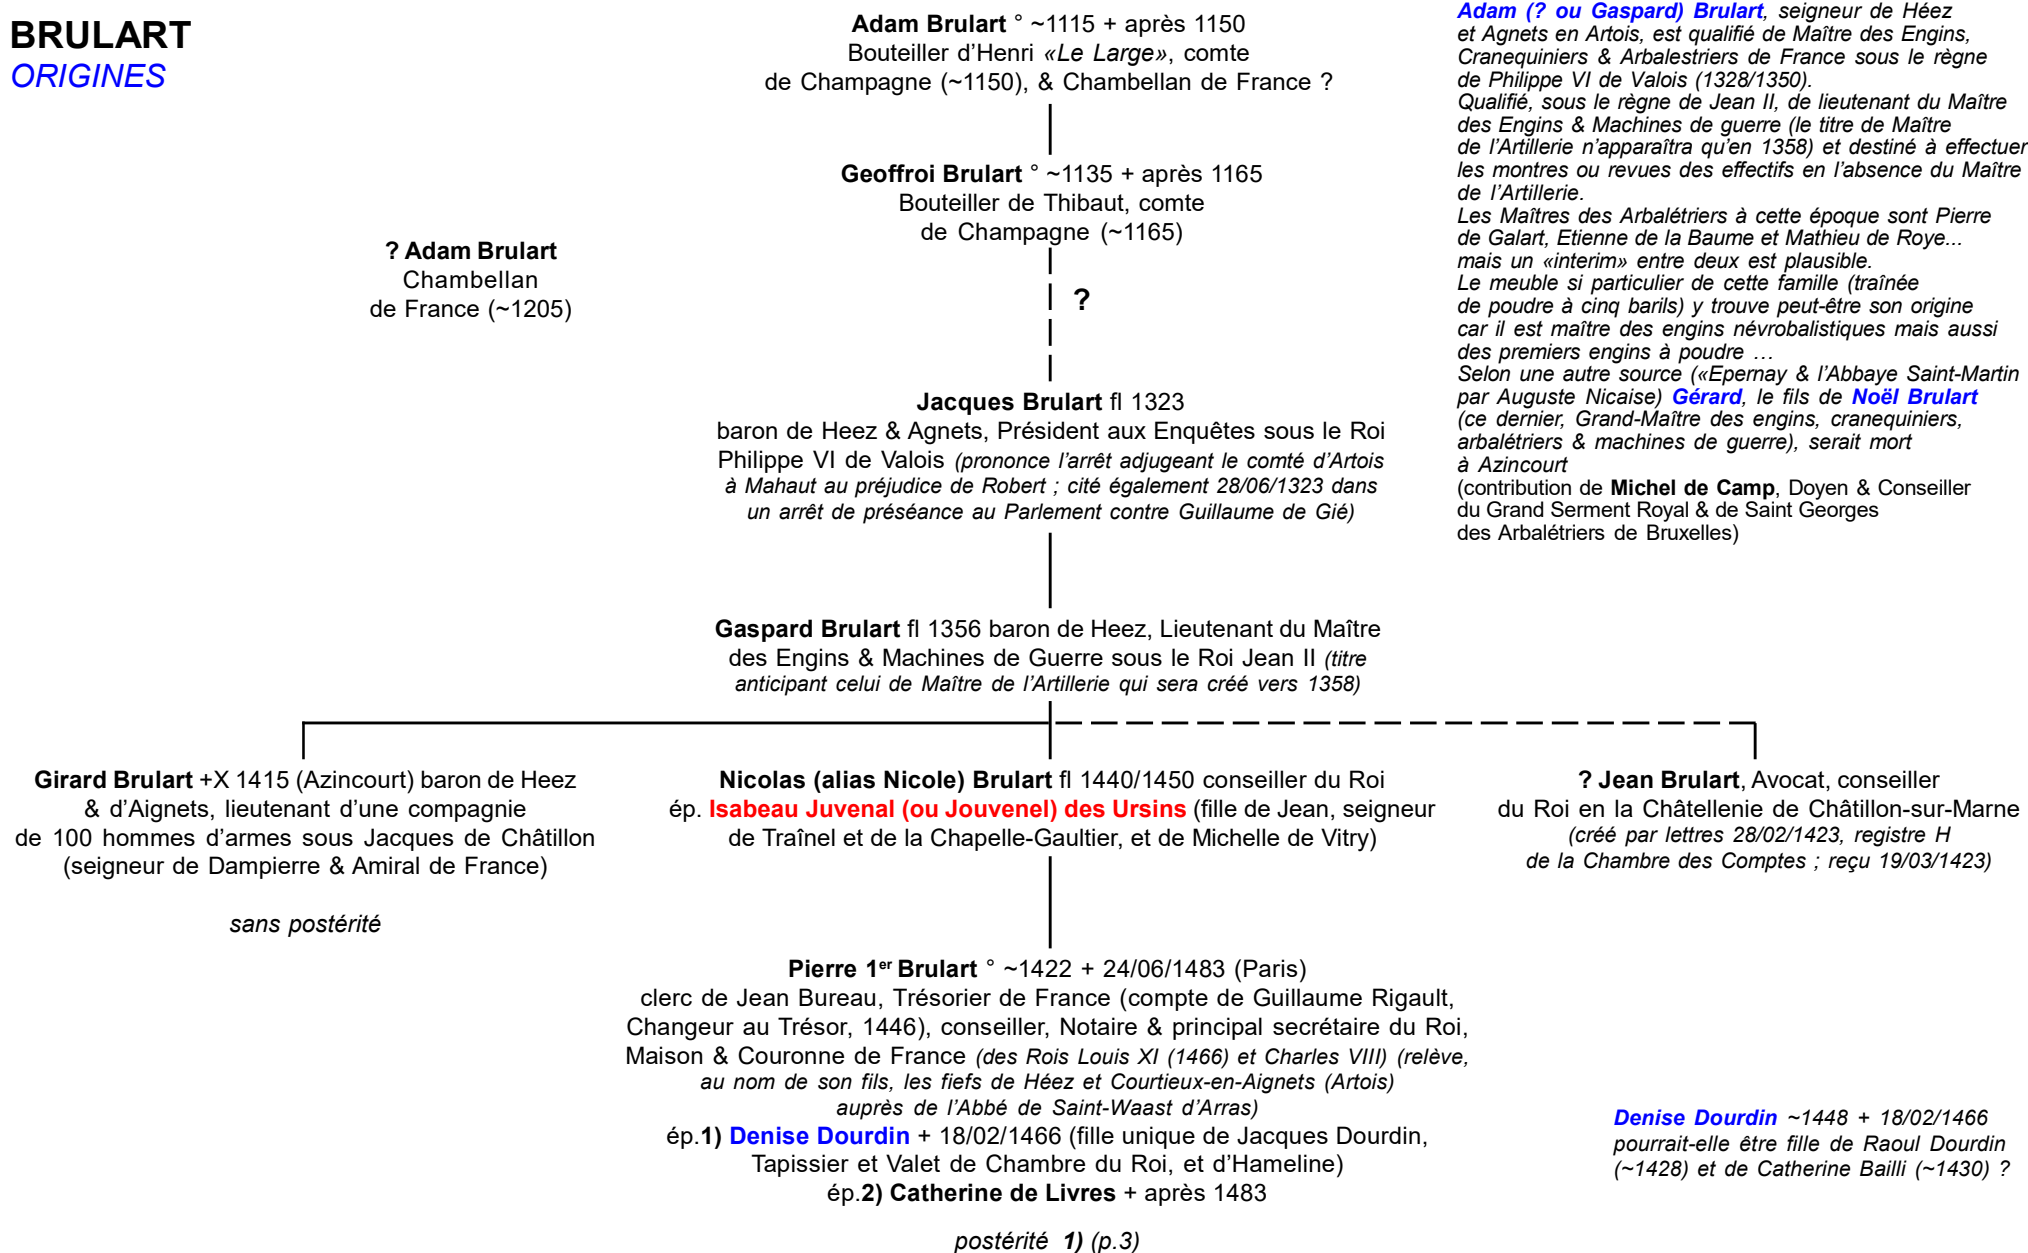 BRULART
ORIGINES
Adam Brulart ° ~1115 + après 1150
Bouteiller d’Henri «Le Large», comte
de Champagne (~1150), & Chambellan de France ?
Geoffroi Brulart ° ~1135 + après 1165
Bouteiller de Thibaut, comte
de Champagne (~1165)
? Adam Brulart
Chambellan
de France (~1205)
?
Jacques Brulart fl 1323
baron de Heez & Agnets, Président aux Enquêtes sous le Roi
Philippe VI de Valois (prononce l’arrêt adjugeant le comté d’Artois
à Mahaut au préjudice de Robert ; cité également 28/06/1323 dans
un arrêt de préséance au Parlement contre Guillaume de Gié)
Adam (? ou Gaspard) Brulart, seigneur de Héez
et Agnets en Artois, est qualifié de Maître des Engins,
Cranequiniers & Arbalestriers de France sous le règne
de Philippe VI de Valois (1328/1350).
Qualifié, sous le règne de Jean II, de lieutenant du Maître
des Engins & Machines de guerre (le titre de Maître
de l’Artillerie n’apparaîtra qu’en 1358) et destiné à effectuer
les montres ou revues des effectifs en l’absence du Maître
de l’Artillerie.
Les Maîtres des Arbalétriers à cette époque sont Pierre
de Galart, Etienne de la Baume et Mathieu de Roye...
mais un «interim» entre deux est plausible.
Le meuble si particulier de cette famille (traînée
de poudre à cinq barils) y trouve peut-être son origine
car il est maître des engins névrobalistiques mais aussi
des premiers engins à poudre …
Selon une autre source («Epernay & l’Abbaye Saint-Martin
par Auguste Nicaise) Gérard, le fils de Noël Brulart
(ce dernier, Grand-Maître des engins, cranequiniers,
arbalétriers & machines de guerre), serait mort
à Azincourt
(contribution de Michel de Camp, Doyen & Conseiller
du Grand Serment Royal & de Saint Georges
des Arbalétriers de Bruxelles)
Gaspard Brulart fl 1356 baron de Heez, Lieutenant du Maître
des Engins & Machines de Guerre sous le Roi Jean II (titre
anticipant celui de Maître de l’Artillerie qui sera créé vers 1358)
Girard Brulart +X 1415 (Azincourt) baron de Heez
& d’Aignets, lieutenant d’une compagnie
de 100 hommes d’armes sous Jacques de Châtillon
(seigneur de Dampierre & Amiral de France)
sans postérité
Nicolas (alias Nicole) Brulart fl 1440/1450 conseiller du Roi
ép. Isabeau Juvenal (ou Jouvenel) des Ursins (fille de Jean, seigneur
de Traînel et de la Chapelle-Gaultier, et de Michelle de Vitry)
? Jean Brulart, Avocat, conseiller
du Roi en la Châtellenie de Châtillon-sur-Marne
(créé par lettres 28/02/1423, registre H
de la Chambre des Comptes ; reçu 19/03/1423)
Pierre 1er Brulart ° ~1422 + 24/06/1483 (Paris)
clerc de Jean Bureau, Trésorier de France (compte de Guillaume Rigault,
Changeur au Trésor, 1446), conseiller, Notaire & principal secrétaire du Roi,
Maison & Couronne de France (des Rois Louis XI (1466) et Charles VIII) (relève,
au nom de son fils, les fiefs de Héez et Courtieux-en-Aignets (Artois)
auprès de l’Abbé de Saint-Waast d’Arras)
ép.1) Denise Dourdin + 18/02/1466 (fille unique de Jacques Dourdin,
Tapissier et Valet de Chambre du Roi, et d’Hameline)
ép.2) Catherine de Livres + après 1483
postérité 1) (p.3)
Denise Dourdin ~1448 + 18/02/1466
pourrait-elle être fille de Raoul Dourdin
(~1428) et de Catherine Bailli (~1430) ?